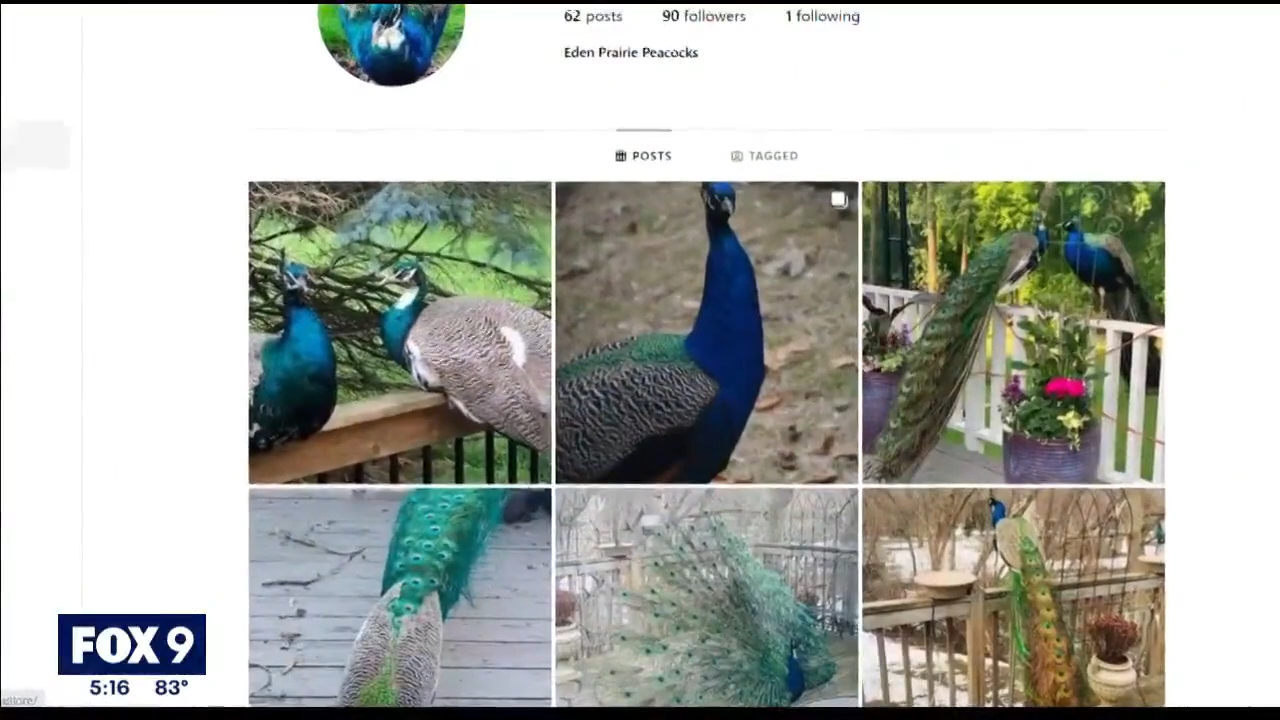 62 posts 90 followers 1 following
Eden Prairie Peacocks
POSTS TAGGED
FOX 9
5:16 83°